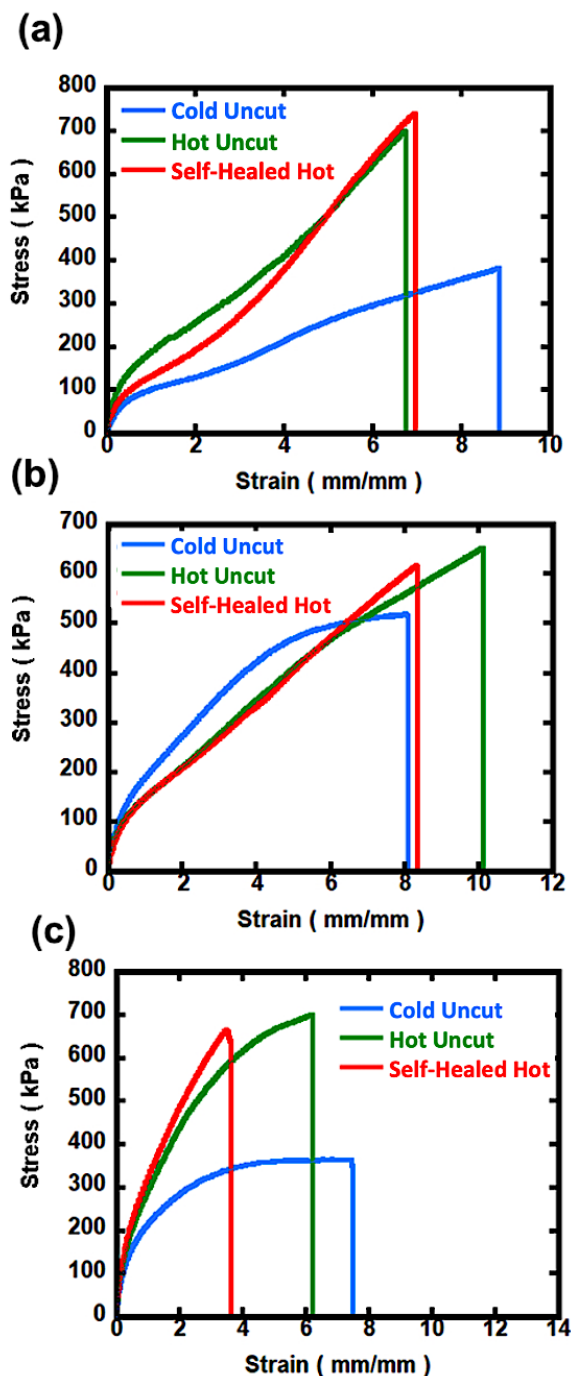 (a)
800
700
600
500
400
300
200
100
0
Stress ( kPa )
Cold Uncut
Hot Uncut
Self-Healed Hot
0 2 4 6 8 10
Strain ( mm/mm )
(b)
700
600
500
400
300
200
100
0
Stress ( kPa )
Cold Uncut
Hot Uncut
Self-Healed Hot
0 2 4 6 8 10 12
Strain ( mm/mm )
(c)
800
700
600
500
400
300
200
100
0
Stress ( kPa )
Cold Uncut
Hot Uncut
Self-Healed Hot
0 2 4 6 8 10 12 14
Strain ( mm/mm )